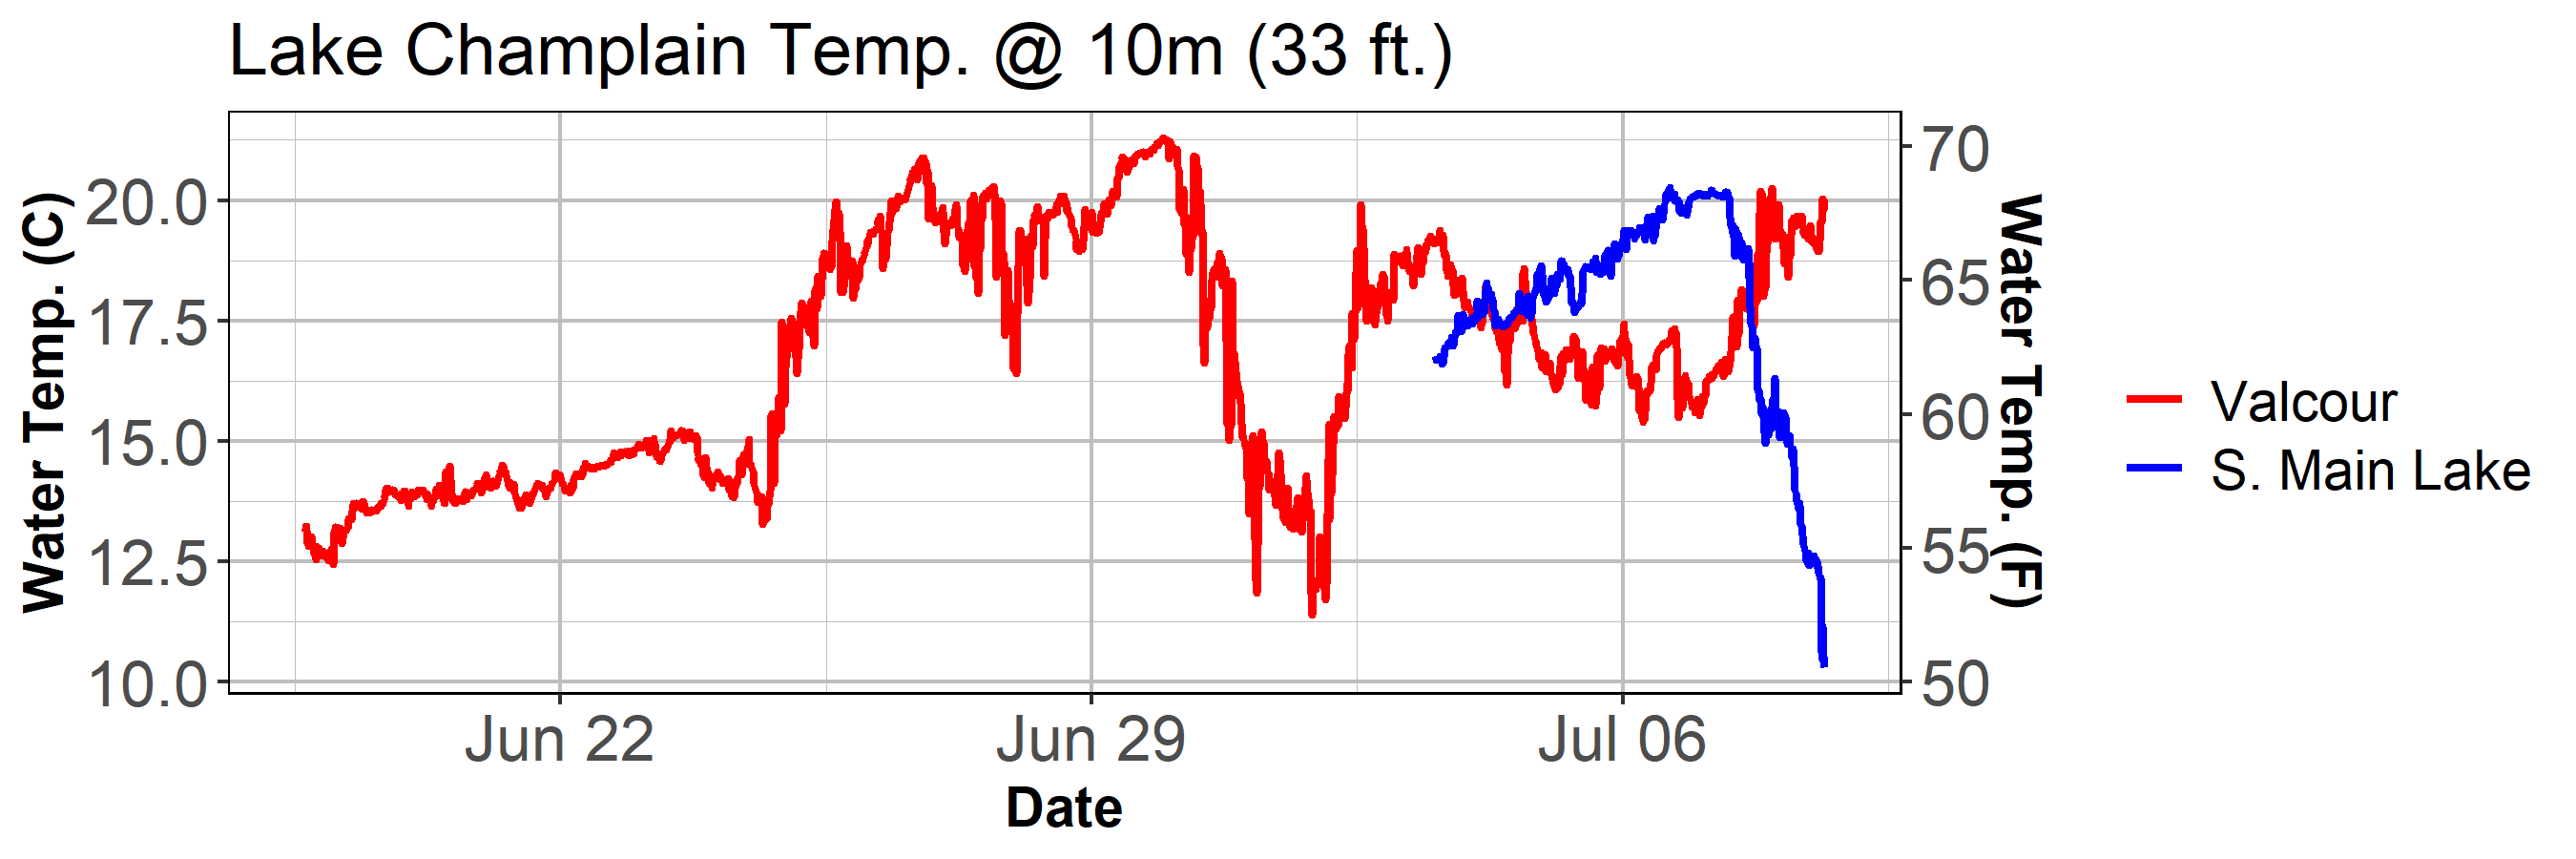 Lake Champlain Temp. @ 10m (33 ft.)
Water Temp. (C)
20.0
17.5
15.0
12.5
10.0
70
65
60
55
50
Water Temp. (F)
Jun 22
Jun 29
Jul 06
Date
Valcour
S. Main Lake